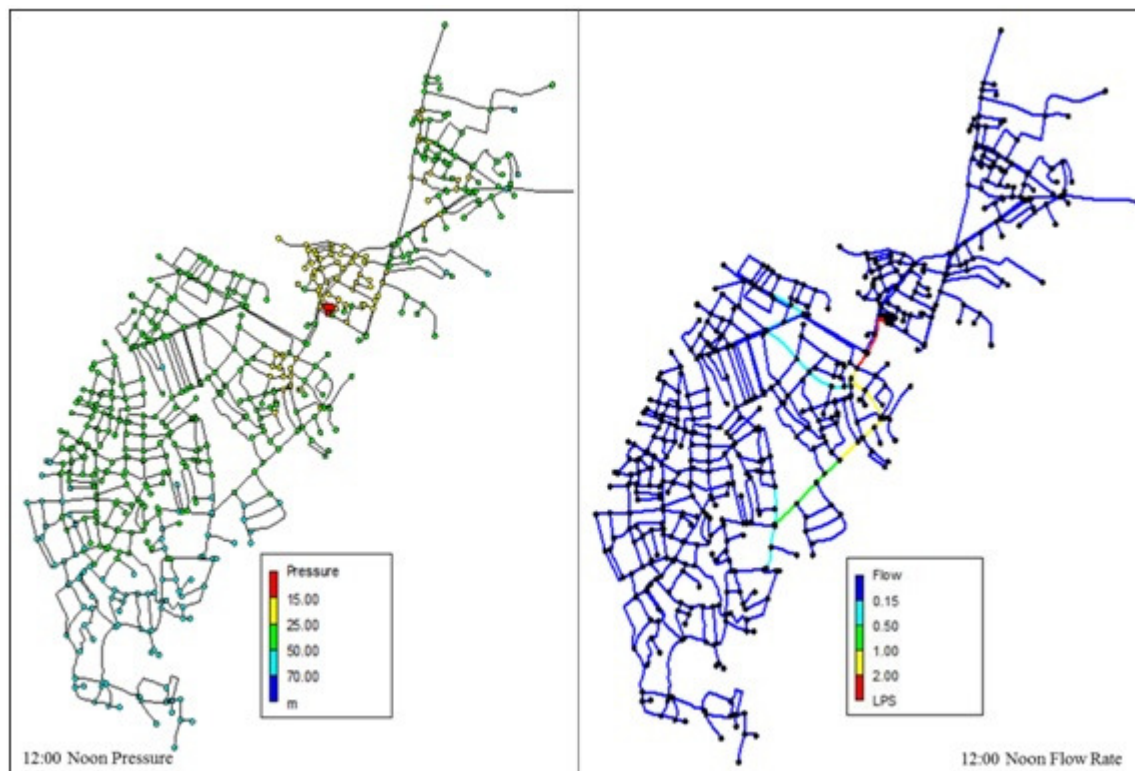 Pressure
15.00
25.00
50.00
70.00
m
12:00 Noon Pressure
Flow
0.15
0.50
1.00
2.00
LPS
12:00 Noon Flow Rate